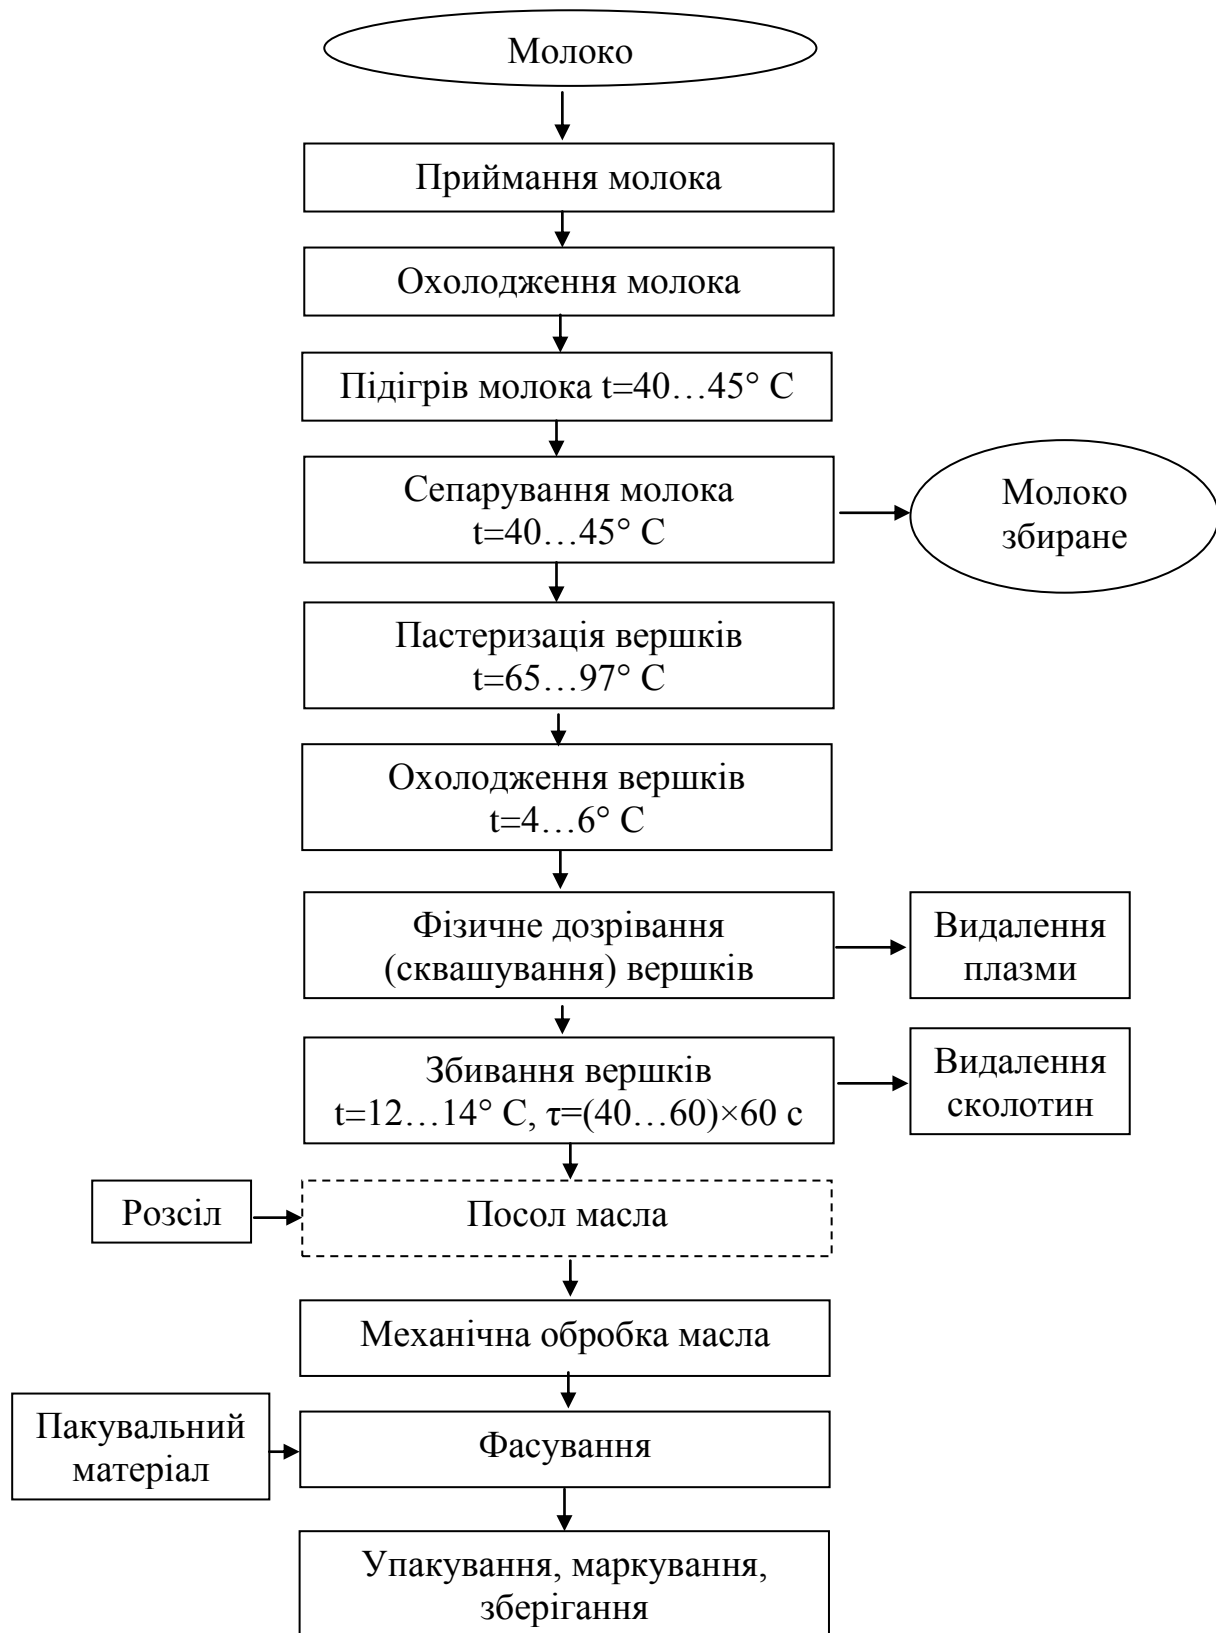 Молоко
Приймання молока
Охолодження молока
Підігрів молока t=40…45° C
Сепарування молока
t=40…45° C
Молоко
збиране
Пастеризація вершків
t=65…97° C
Охолодження вершків
t=4…6° C
Фізичне дозрівання
(сквашування) вершків
Видалення
плазми
Збивання вершків
t=12…14° C, τ=(40…60)×60 с
Видалення
сколотин
Розсіл
Посол масла
Механічна обробка масла
Пакувальний
матеріал
Фасування
Упакування, маркування,
зберігання